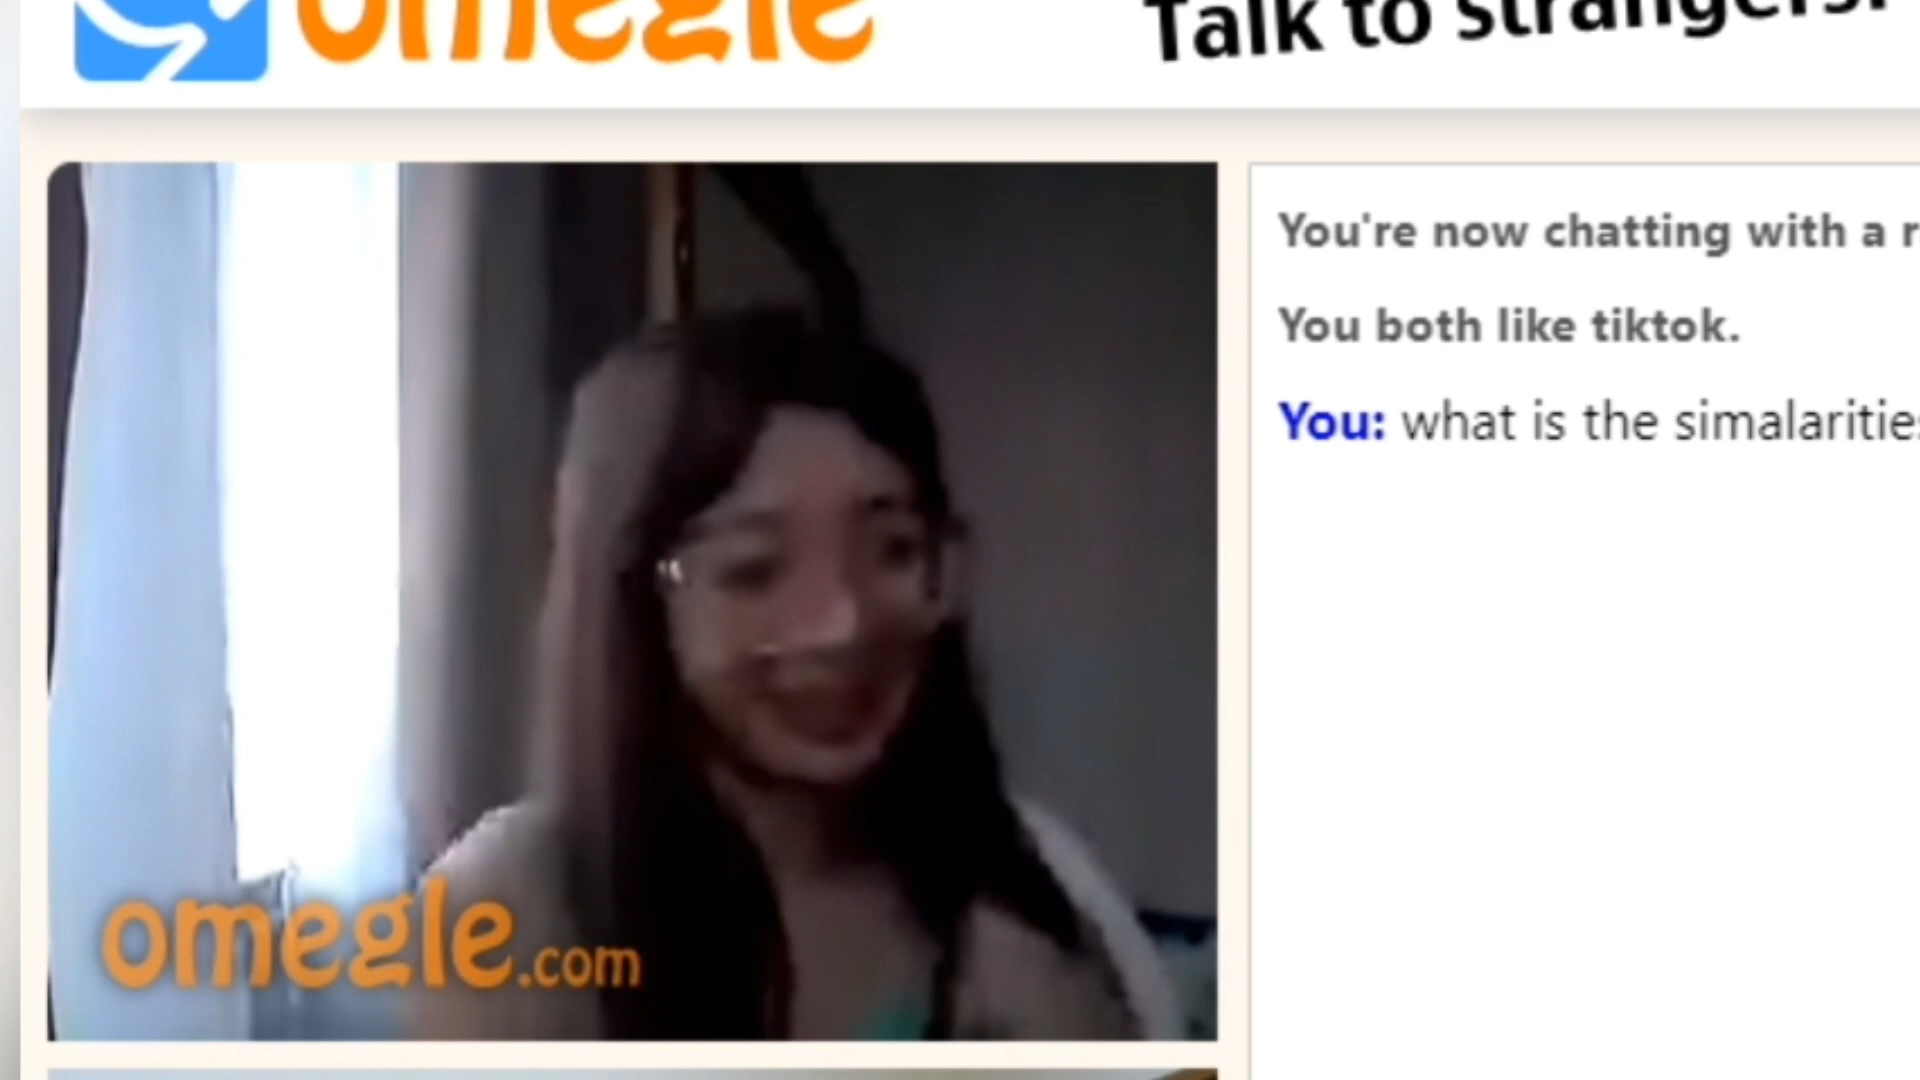 omegle
Talk to strangers!
You're now chatting with a
You both like tiktok.
You: what is the simalarities
omegle.com